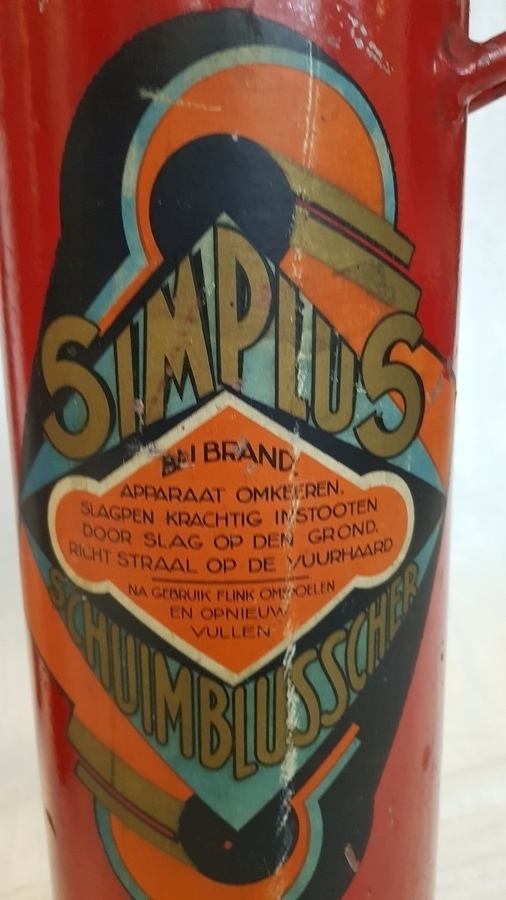 SIMPLUS
BIJ BRAND.
APPARAAT OMKEEREN.
SLAGPEN KRACHTIG INSTOOTEN
DOOR SLAG OP DEN GROND.
RICHT STRAAL OP DE VUURHAARD
NA GEBRUIK FLINK OMSPOELEN
EN OPNIEUW
VULLEN
SCHUIMBLUSSCHER